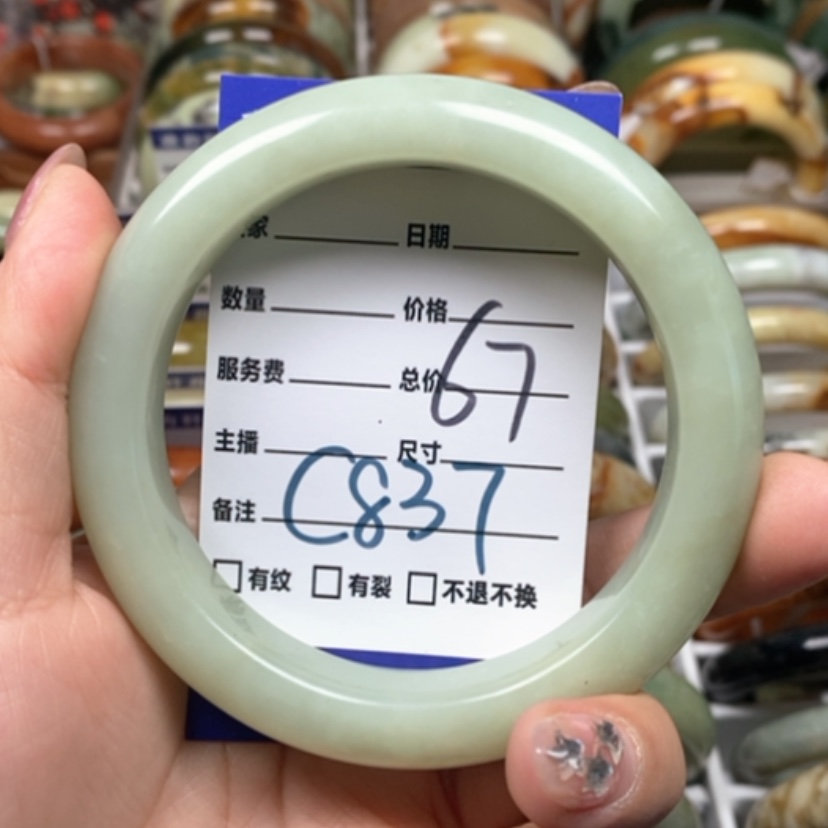 家 日期
数量 价格
67
服务费 总价
主播 尺寸
C837
备注
有纹 有裂 不退不换